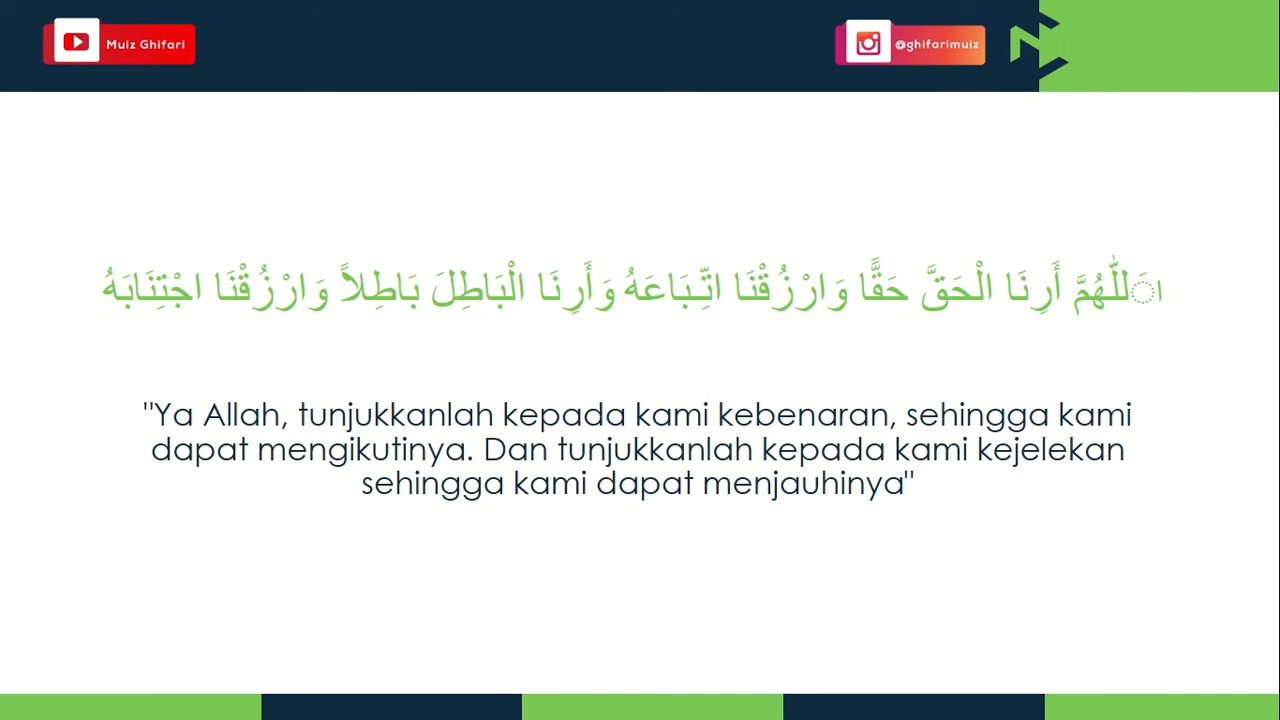 Muiz Ghifari
@ghifarimuiz
اَللّٰهُمَّ أَرِنَا الْحَقَّ حَقًّا وَارْزُقْنَا اتِّـبَاعَهُ وَأَرِنَا الْبَاطِلَ بَاطِلاً وَارْزُقْنَا اجْتِنَابَهُ
"Ya Allah, tunjukkanlah kepada kami kebenaran, sehingga kami
dapat mengikutinya. Dan tunjukkanlah kepada kami kejelekan
sehingga kami dapat menjauhinya"